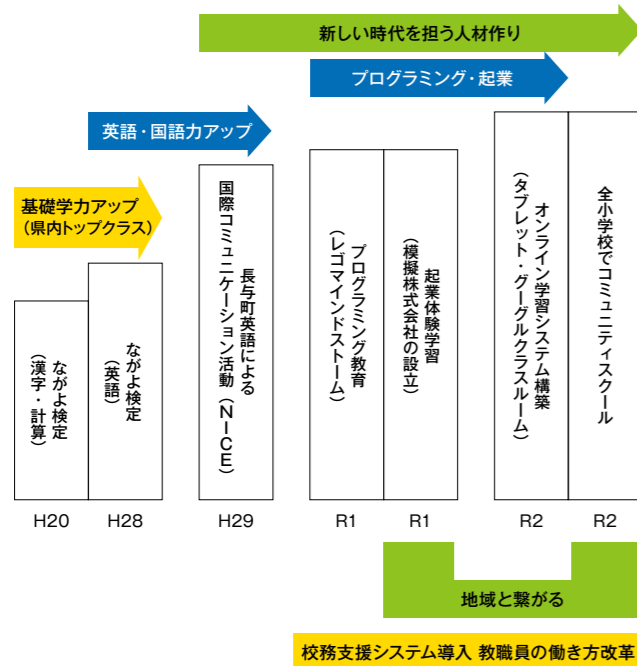 新しい時代を担う人材作り
プログラミング・起業
英語・国語力アップ
基礎学力アップ
(県内トップクラス)
ながよ検定
(漢字・計算)
ながよ検定
(英語)
長与町英語による
国際コミュニケーション活動(NICE)
プログラミング教育
(レゴマインドストーム)
起業体験学習
(模擬株式会社の設立)
オンライン学習システム構築
(タブレット・グーグルクラスルーム)
全小学校でコミュニティスクール
H20
H28
H29
R1
R1
R2
R2
地域と繋がる
校務支援システム導入 教職員の働き方改革